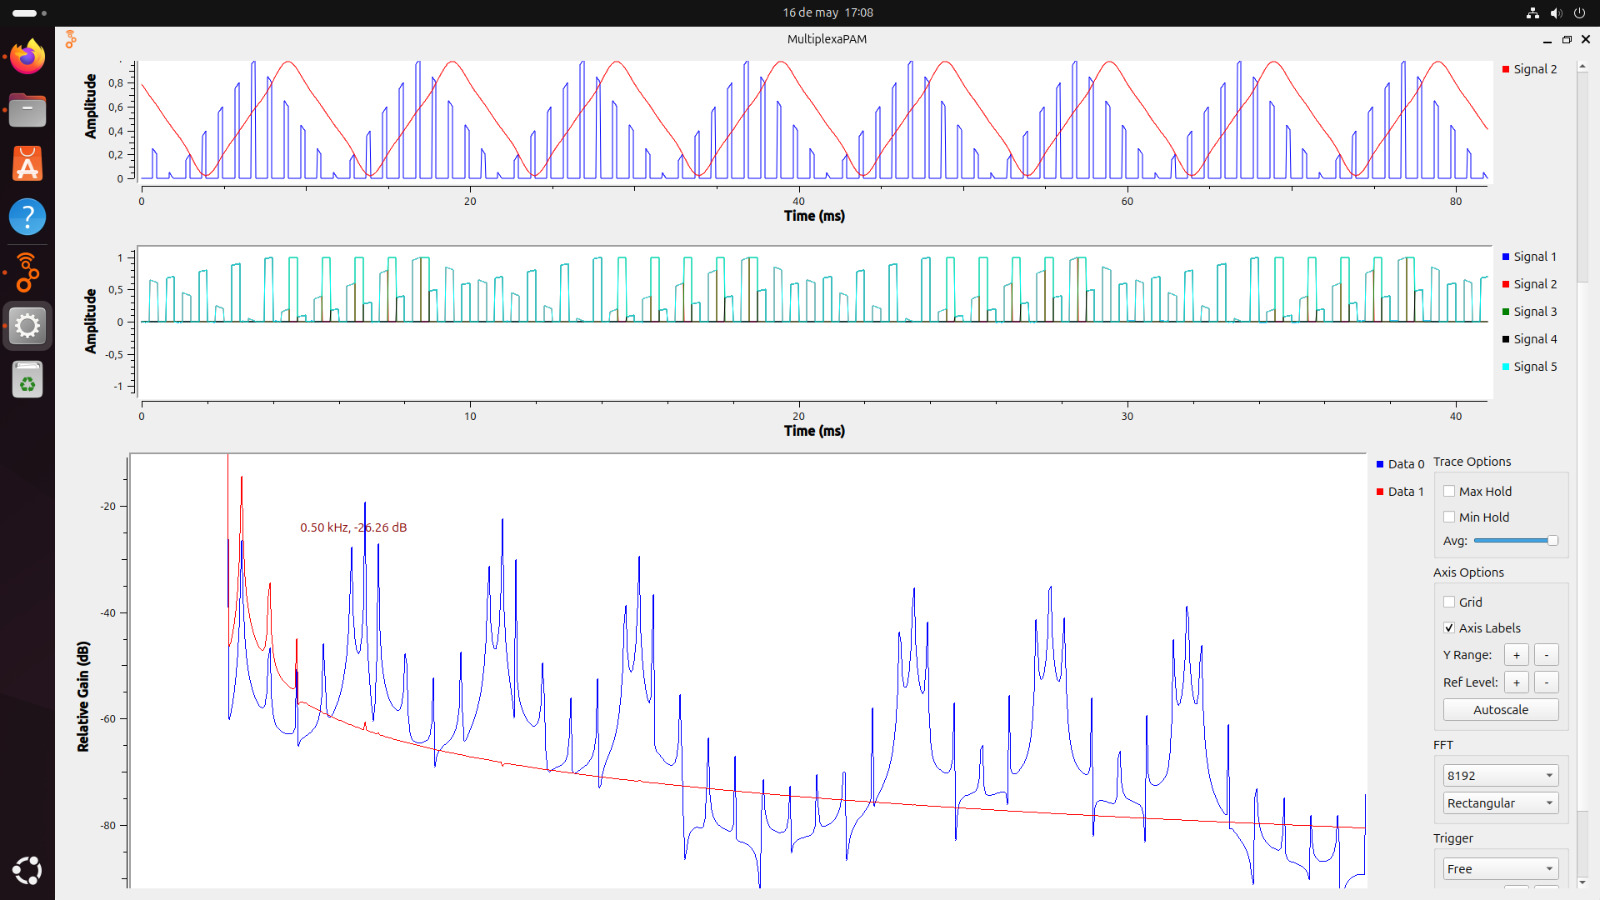 16 de may 17:08
MultiplexaPAM
Amplitude
0,8
0,6
0,4
0,2
0
0 20 40 60 80
Time (ms)
Signal 2
Amplitude
1
0,5
0
-0,5
-1
0 10 20 30 40
Time (ms)
Signal 1
Signal 2
Signal 3
Signal 4
Signal 5
Relative Gain (dB)
-20
-40
-60
-80
0.50 kHz, -26.26 dB
Data 0
Data 1
Trace Options
Max Hold
Min Hold
Avg:
Axis Options
Grid
Axis Labels
Y Range: + -
Ref Level: + -
Autoscale
FFT
8192
Rectangular
Trigger
Free